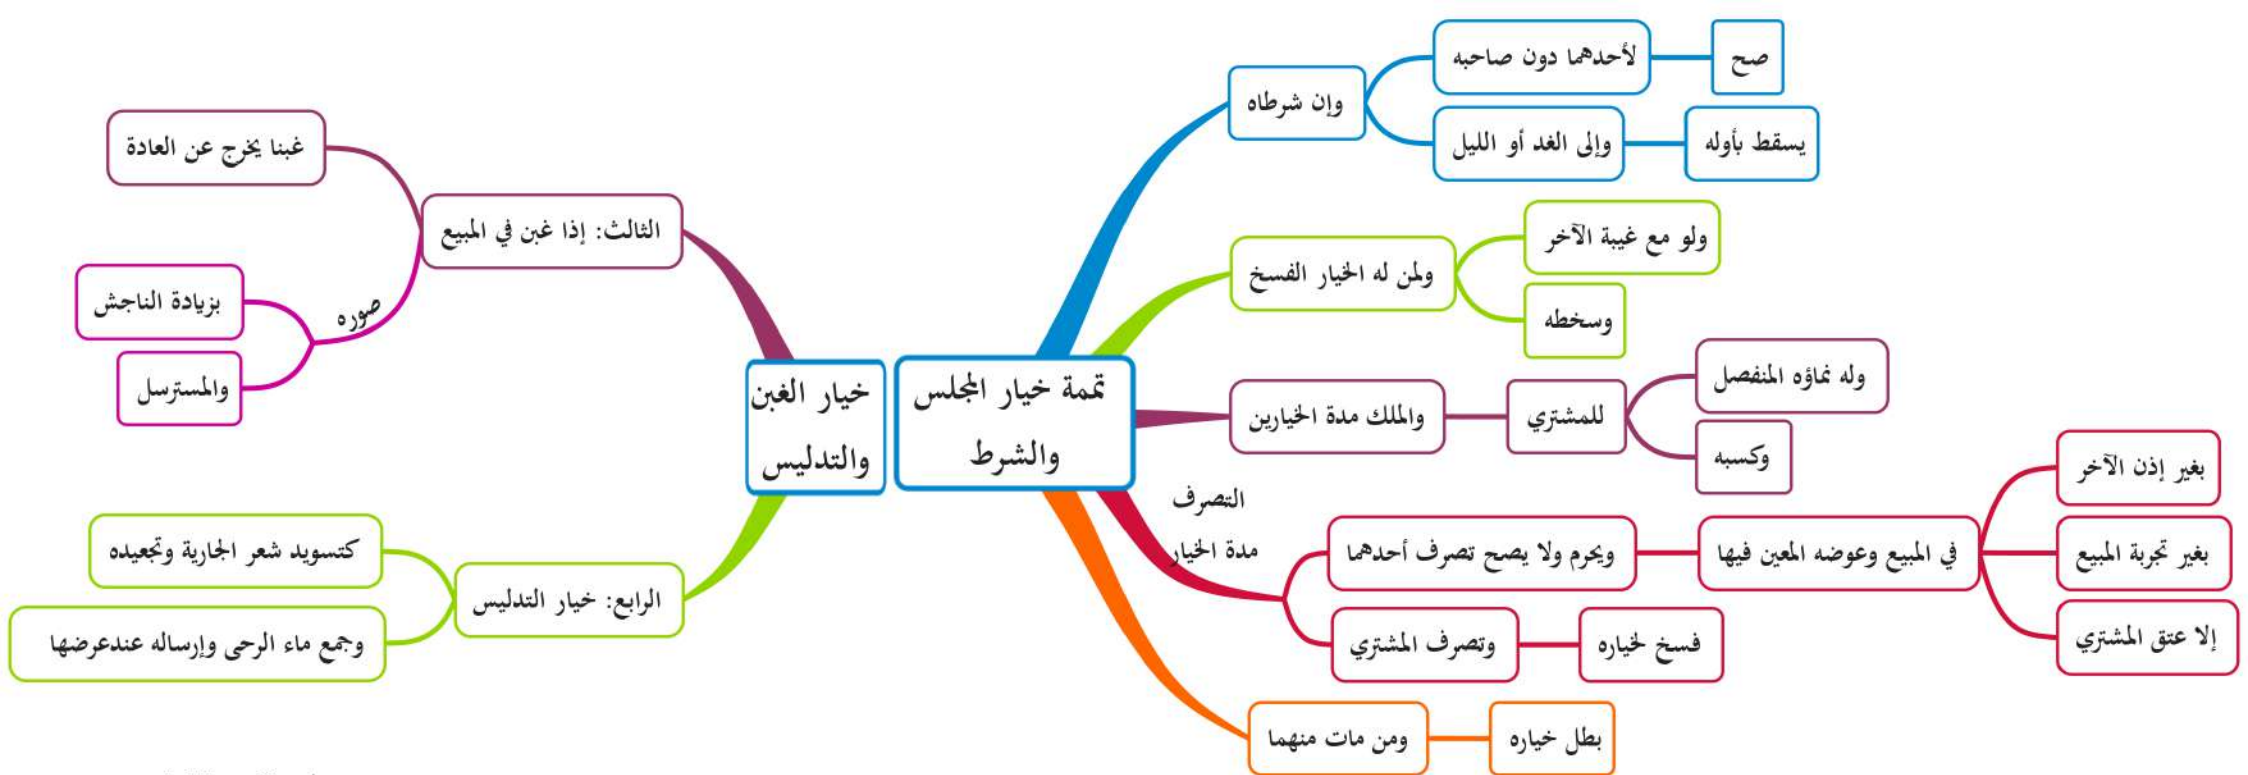 تتمة خيار المجلس
والشرط
وإن شرطاه
لأحدهما دون صاحبه
صح
وإلى الغد أو الليل
يسقط بأوله
ولمن له الخيار الفسخ
ولو مع غيبة الآخر
وسخطه
والملك مدة الخيارين
للمشتري
وله نماؤه المنفصل
وكسبه
التصرف
مدة الخيار
ويحرم ولا يصح تصرف أحدهما
في المبيع وعوضه المعين فيها
بغير إذن الآخر
بغير تجربة المبيع
إلا عتق المشتري
وتصرف المشتري
فسخ لخياره
ومن مات منهما
بطل خياره
خيار الغبن
والتدليس
الثالث: إذا غبن في المبيع
غبنا يخرج عن العادة
صوره
بزيادة الناجش
والمسترسل
الرابع: خيار التدليس
كتسويد شعر الجارية وتجعيده
وجمع ماء الرحى وإرساله عندعرضها